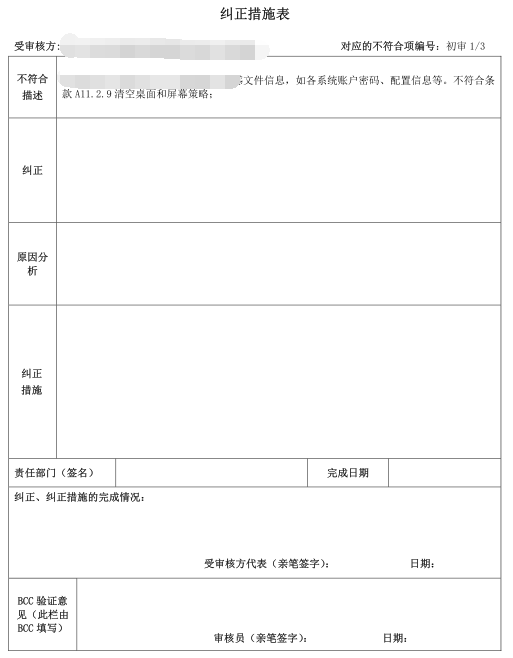 纠正措施表
受审核方: 对应的不符合项编号: 初审 1/3
不符合
描述
文件信息，如各系统账户密码、配置信息等。不符合条
款 A11.2.9 清空桌面和屏幕策略；
纠正
原因分
析
纠正
措施
责任部门（签名） 完成日期
纠正、纠正措施的完成情况:
受审核方代表（亲笔签字）: 日期:
BCC 验证意
见（此栏由
BCC 填写）
审核员（亲笔签字）: 日期: